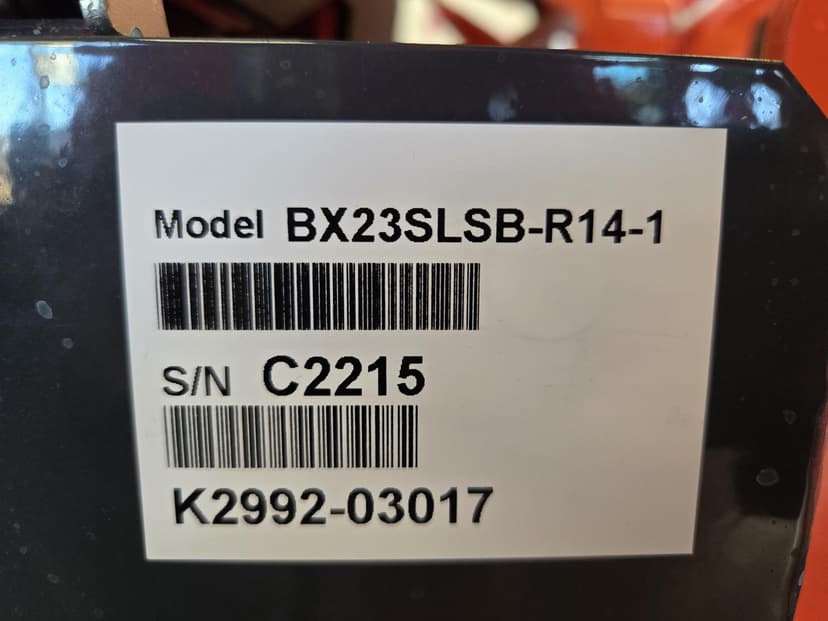 Model BX23SLSB-R14-1
S/N C2215
K2992-03017